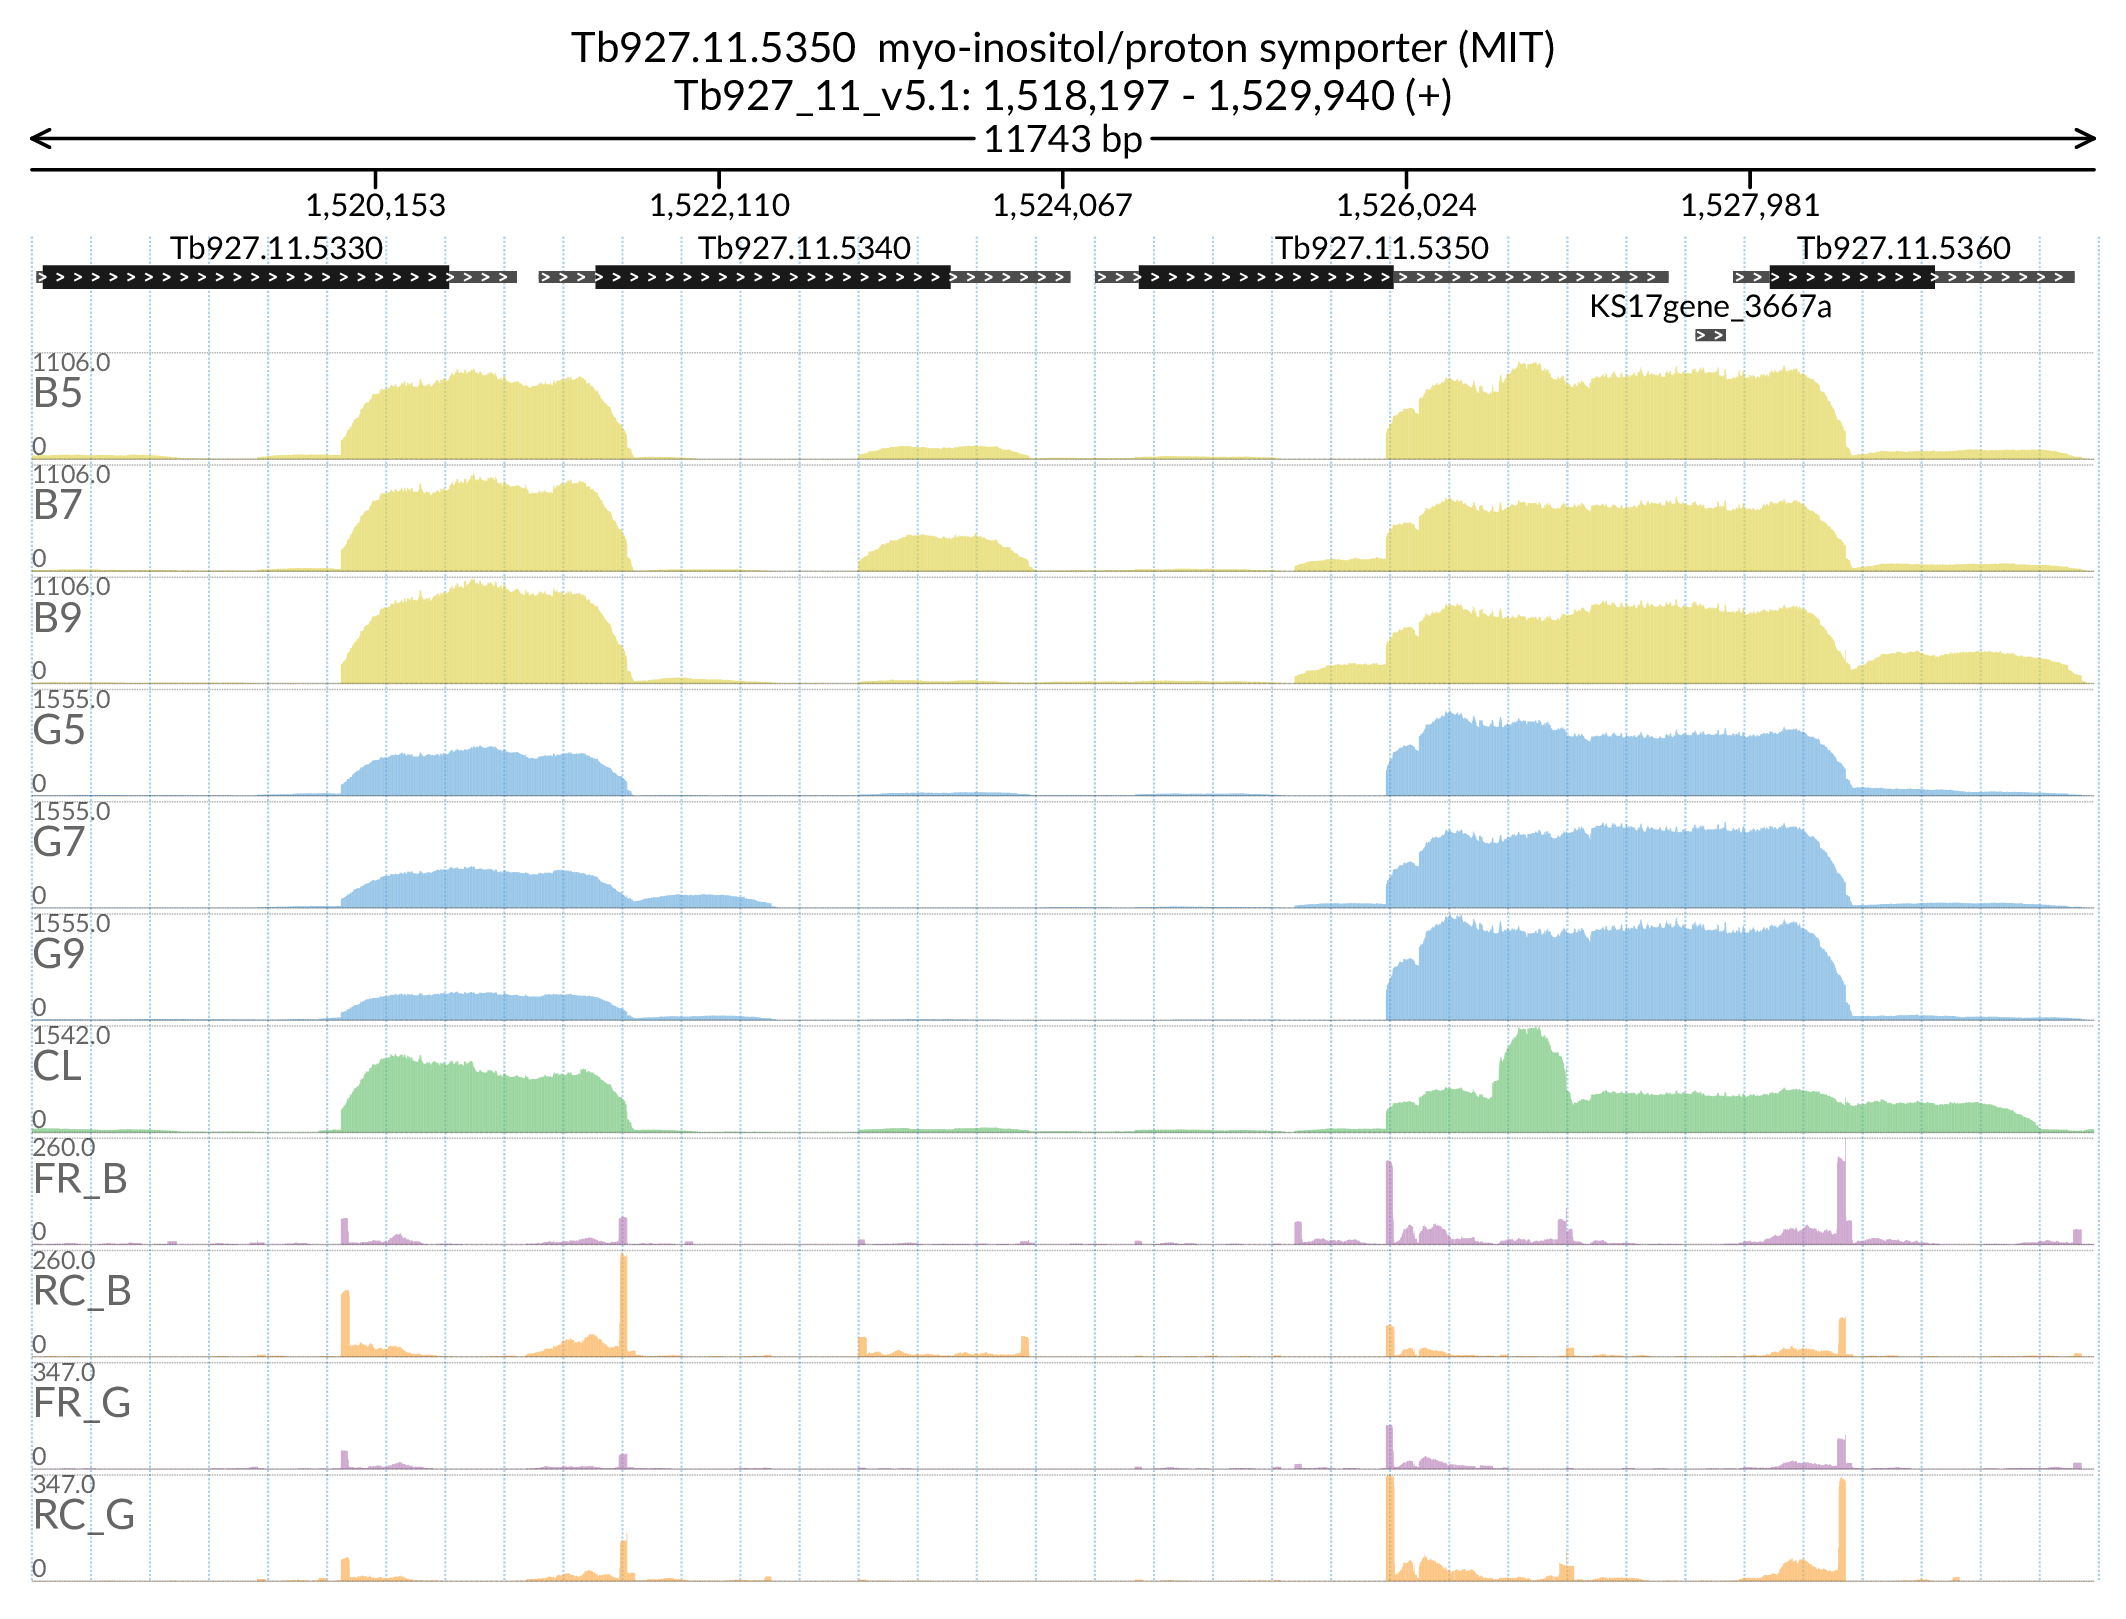 Tb927.11.5350 myo-inositol/proton symporter (MIT)
Tb927_11_v5.1: 1,518,197 - 1,529,940 (+)
11743 bp
1,520,153 1,522,110 1,524,067 1,526,024 1,527,981
Tb927.11.5330 Tb927.11.5340 Tb927.11.5350 Tb927.11.5360
KS17gene_3667a
1106.0
B5
0
1106.0
B7
0
1106.0
B9
0
1555.0
G5
0
1555.0
G7
0
1555.0
G9
0
1542.0
CL
0
260.0
FR_B
0
260.0
RC_B
0
347.0
FR_G
0
347.0
RC_G
0